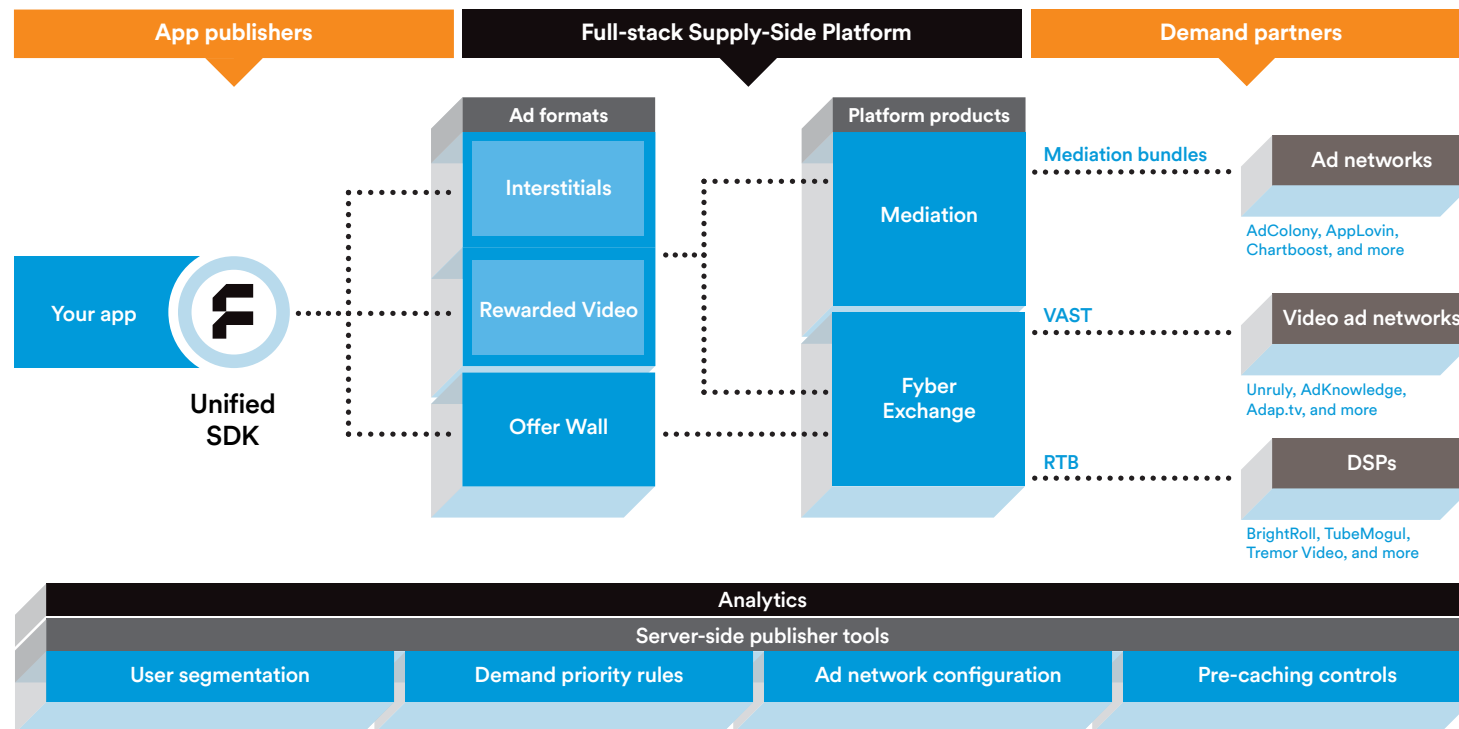 App publishers
Full-stack Supply-Side Platform
Demand partners
Ad formats
Platform products
Interstitials
Rewarded Video
Offer Wall
Your app
Unified
SDK
Mediation
Fyber
Exchange
Mediation bundles
Ad networks
AdColony, AppLovin,
Chartboost, and more
VAST
Video ad networks
Unruly, AdKnowledge,
Adap.tv, and more
RTB
DSPs
BrightRoll, TubeMogul,
Tremor Video, and more
Analytics
Server-side publisher tools
User segmentation
Demand priority rules
Ad network configuration
Pre-caching controls